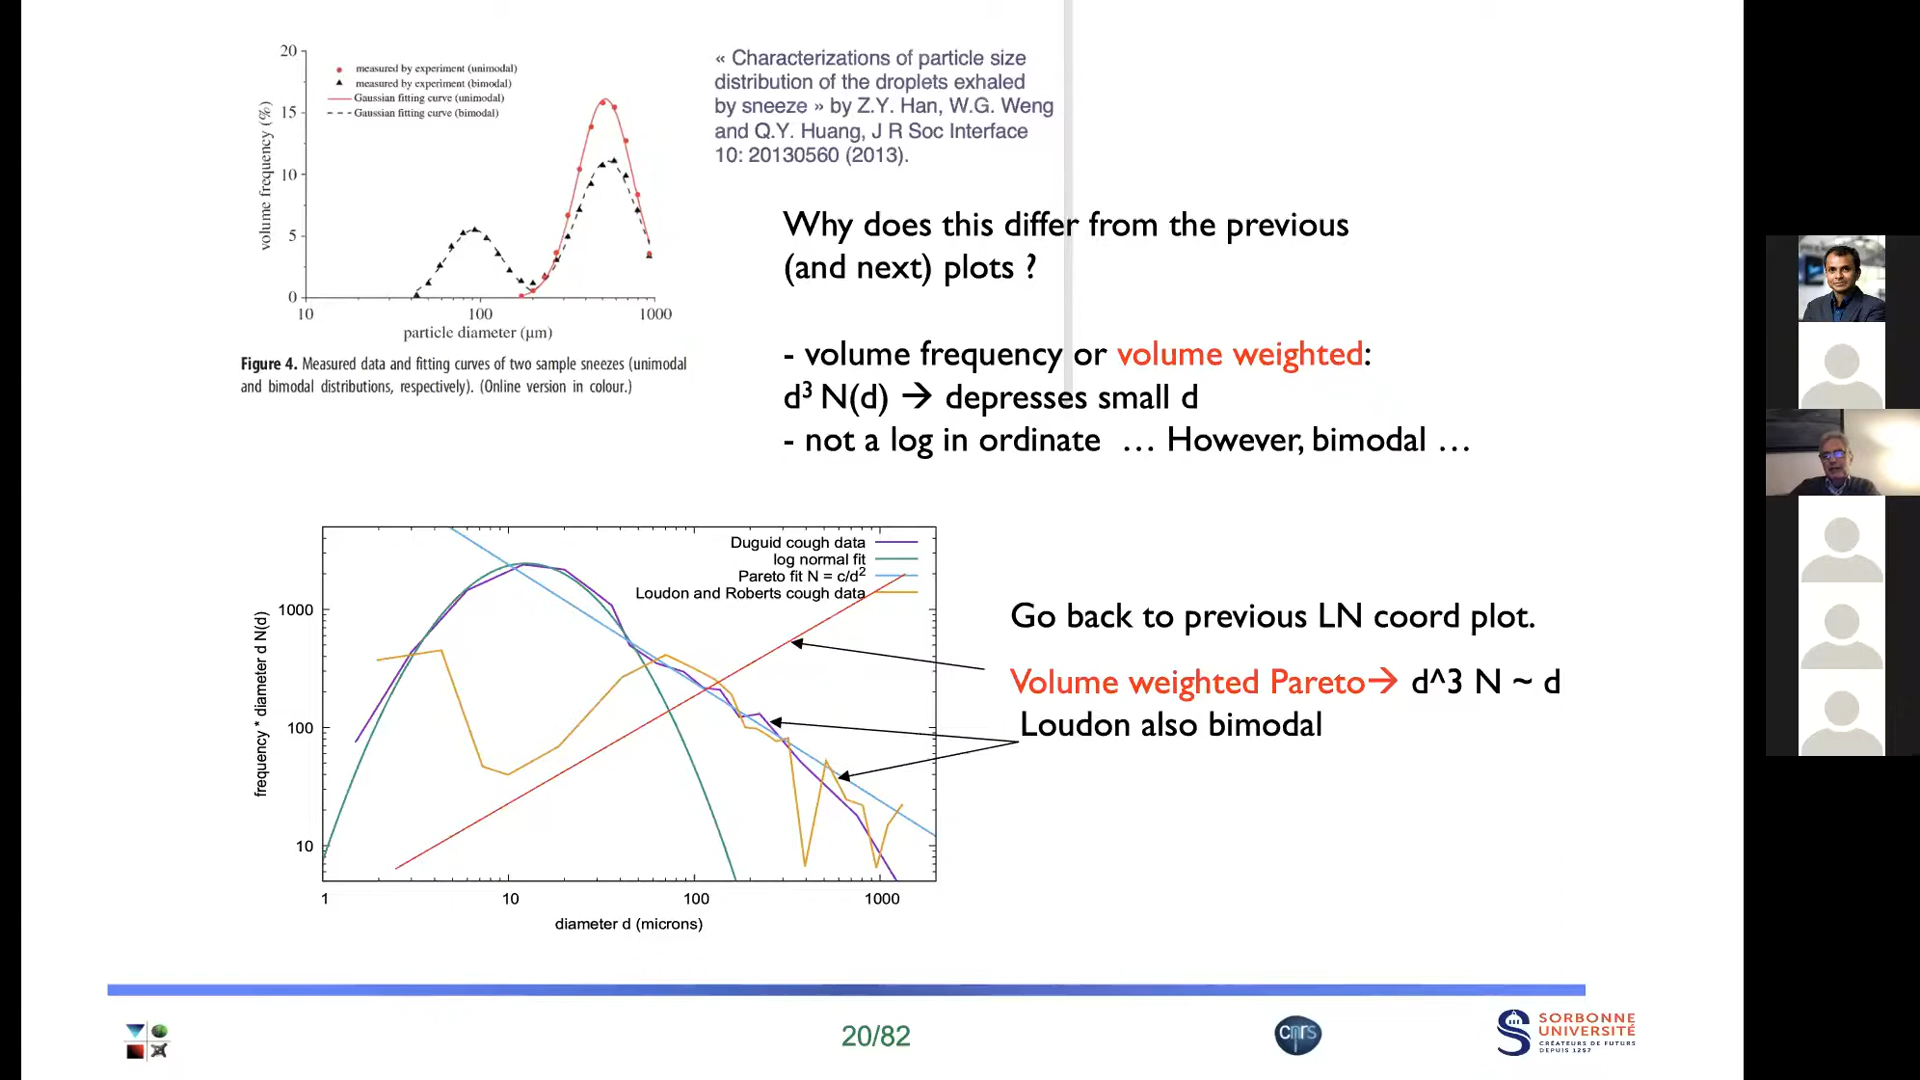 20
15
10
5
0
volume frequency (%)
measured by experiment (unimodal)
measured by experiment (bimodal)
Gaussian fitting curve (unimodal)
Gaussian fitting curve (bimodal)
10
100
1000
particle diameter (µm)
Figure 4. Measured data and fitting curves of two sample sneezes (unimodal
and bimodal distributions, respectively). (Online version in colour.)
« Characterizations of particle size
distribution of the droplets exhaled
by sneeze » by Z.Y. Han, W.G. Weng
and Q.Y. Huang, J R Soc Interface
10: 20130560 (2013).
Why does this differ from the previous
(and next) plots ?
- volume frequency or volume weighted:
d³ N(d) → depresses small d
- not a log in ordinate … However, bimodal …
Duguid cough data
log normal fit
Pareto fit N = c/d²
Loudon and Roberts cough data
1000
100
10
frequency * diameter d N(d)
1
10
100
1000
diameter d (microns)
Go back to previous LN coord plot.
Volume weighted Pareto→ d^3 N ~ d
Loudon also bimodal
20/82
cnrs
SORBONNE
UNIVERSITÉ
CRÉATEURS DE FUTURS
DEPUIS 1257